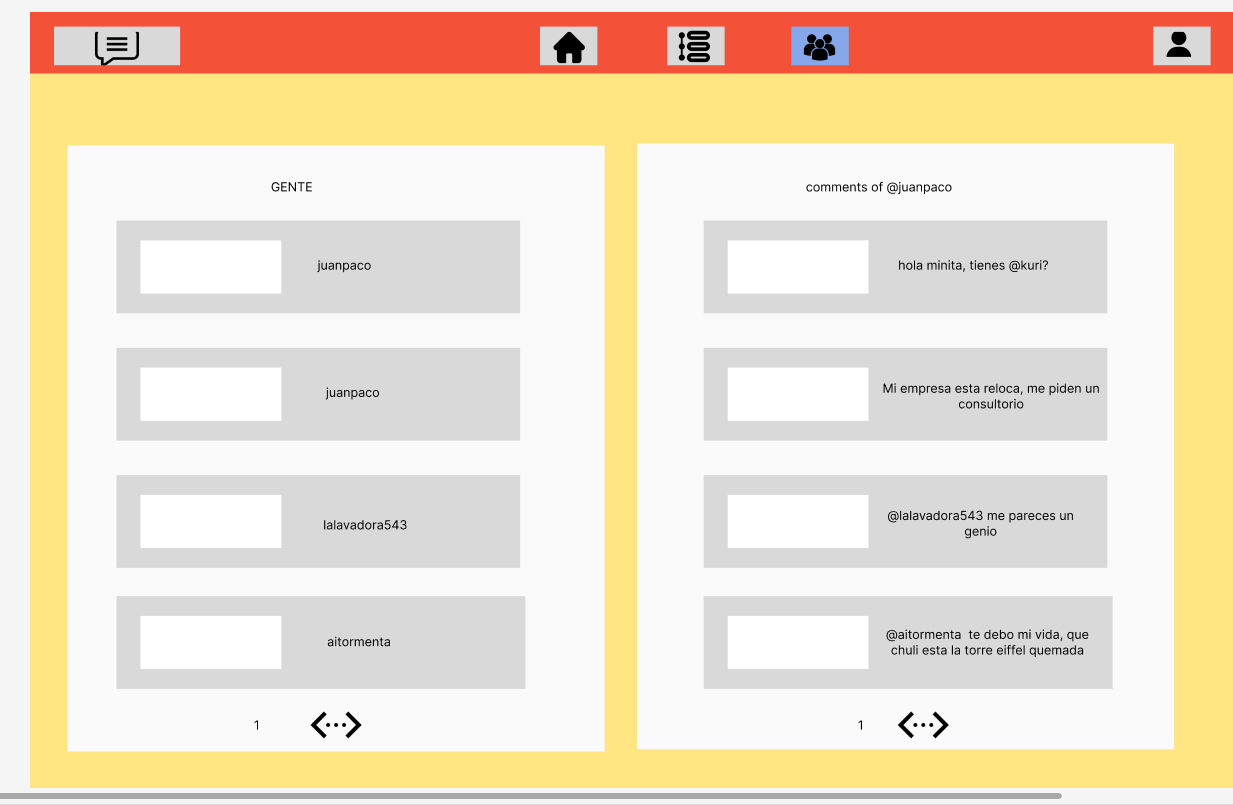 GENTE
juanpaco
juanpaco
lalavadora543
aitormenta
1
comments of @juanpaco
hola minita, tienes @kuri?
Mi empresa esta reloca, me piden un
consultorio
@lalavadora543 me pareces un
genio
@aitormenta  te debo mi vida, que
chuli esta la torre eiffel quemada
1